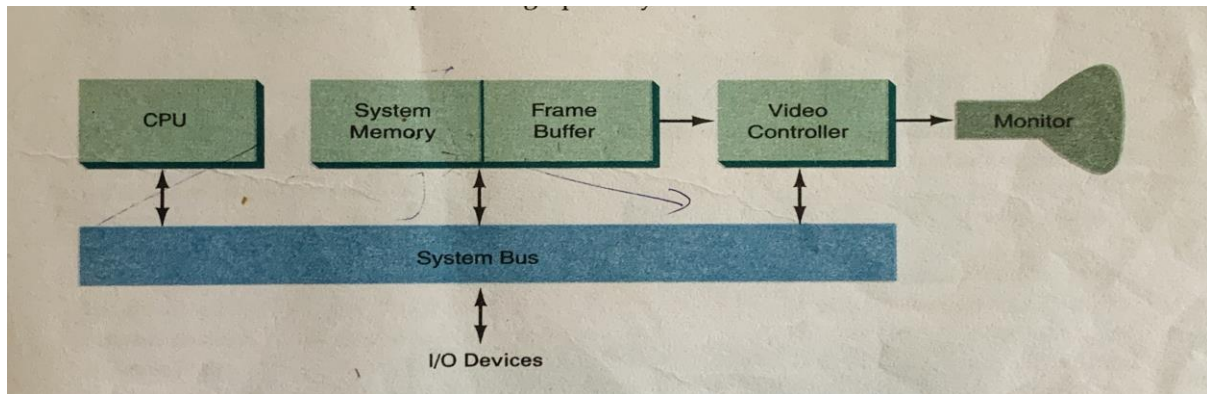 CPU
System
Memory
Frame
Buffer
Video
Controller
Monitor
System Bus
I/O Devices